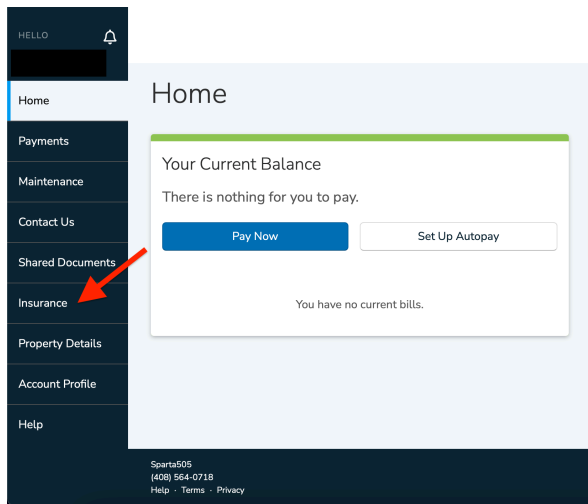 HELLO
Home
Payments
Maintenance
Contact Us
Shared Documents
Insurance
Property Details
Account Profile
Help
Home
Your Current Balance
There is nothing for you to pay.
Pay Now
Set Up Autopay
You have no current bills.
Sparta505
(408) 564-0718
Help · Terms · Privacy